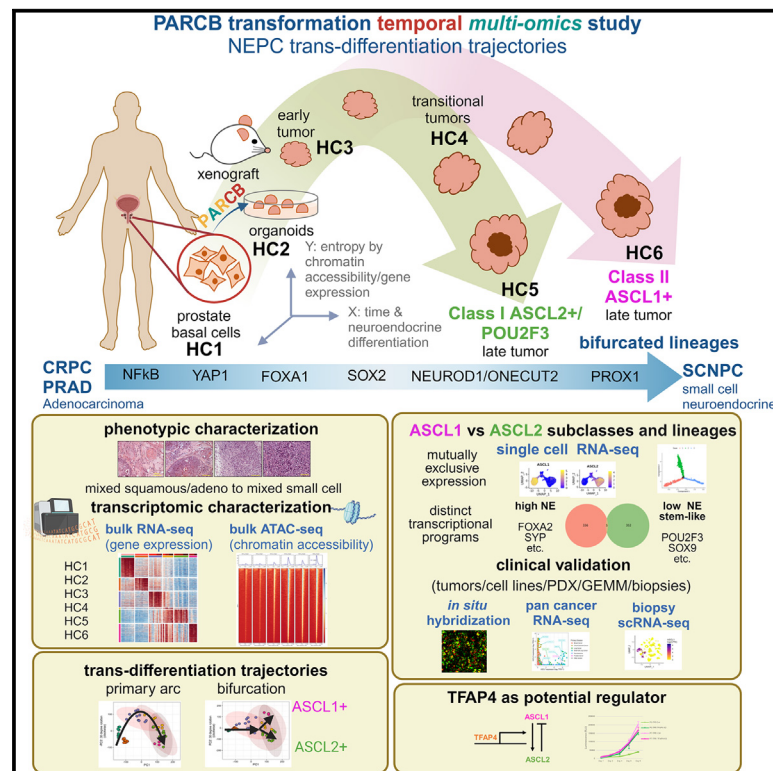 PARCB transformation temporal multi-omics study
NEPC trans-differentiation trajectories
early
tumor
HC3
transitional
tumors
HC4
xenograft
PARCB
organoids
HC2
Y: entropy by
chromatin
accessibility/gene
expression
X: time &
neuroendocrine
differentiation
prostate
basal cells
HC1
HC5
Class I ASCL2+/
POU2F3
late tumor
HC6
Class II
ASCL1+
late tumor
bifurcated lineages
CRPC
PRAD
Adenocarcinoma
NFkB YAP1 FOXA1 SOX2 NEUROD1/ONECUT2 PROX1
SCNPC
small cell
neuroendocrine
phenotypic characterization
mixed squamous/adeno to mixed small cell
transcriptomic characterization
bulk RNA-seq
(gene expression)
bulk ATAC-seq
(chromatin accessibility)
HC1
HC2
HC3
HC4
HC5
HC6
trans-differentiation trajectories
primary arc
bifurcation
ASCL1+
ASCL2+
ASCL1 vs ASCL2 subclasses and lineages
single cell RNA-seq
mutually
exclusive
expression
ASCL1
ASCL2
distinct
transcriptional
programs
high NE
FOXA2
SYP
etc.
low NE
stem-like
POU2F3
SOX9
etc.
clinical validation
(tumors/cell lines/PDX/GEMM/biopsies)
in situ
hybridization
pan cancer
RNA-seq
biopsy
scRNA-seq
TFAP4 as potential regulator
TFAP4
ASCL1
ASCL2